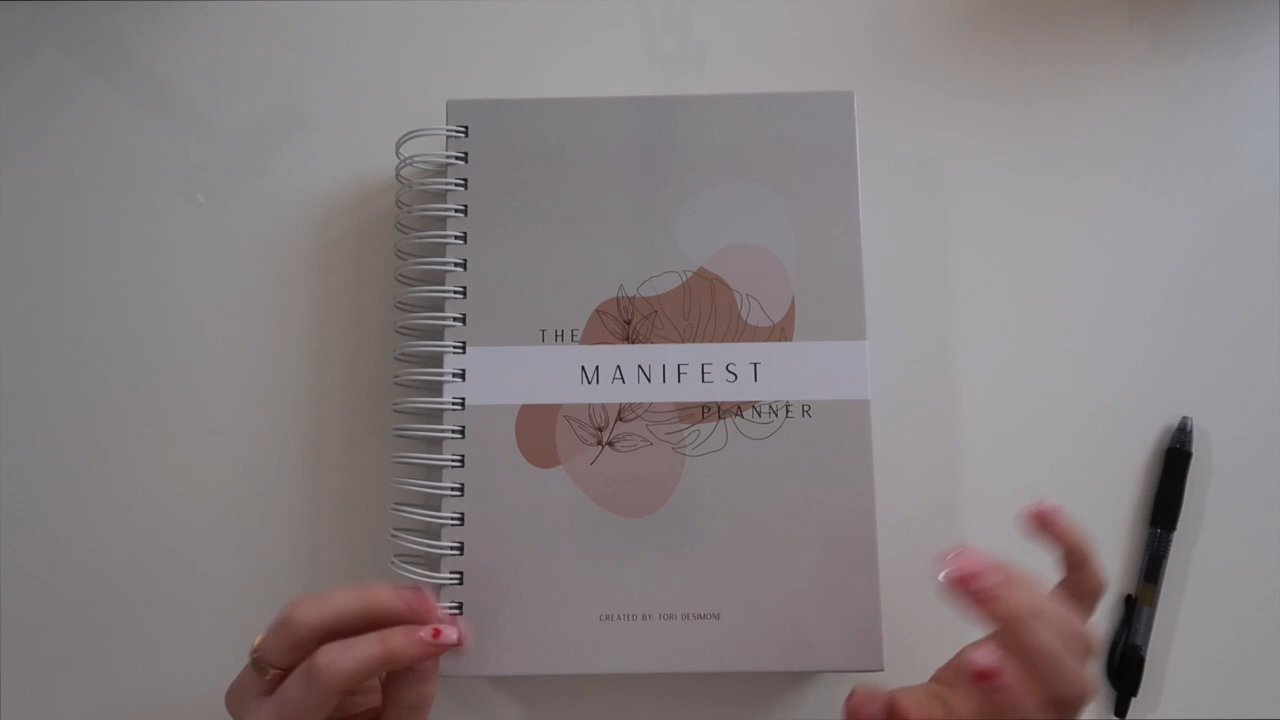 THE
MANIFEST
PLANNER
CREATED BY: TORI DESIMONE